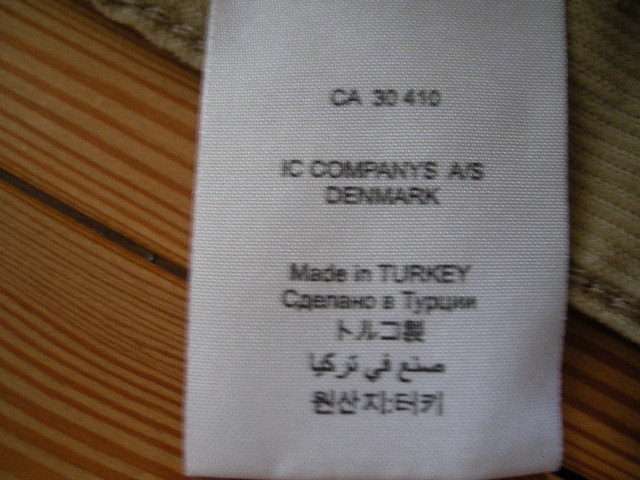 CA 30 410
IC COMPANY'S A/S
DENMARK
Made in TURKEY
Сделано в Турции
トルコ製
صنع في تركيا
원산지:터키